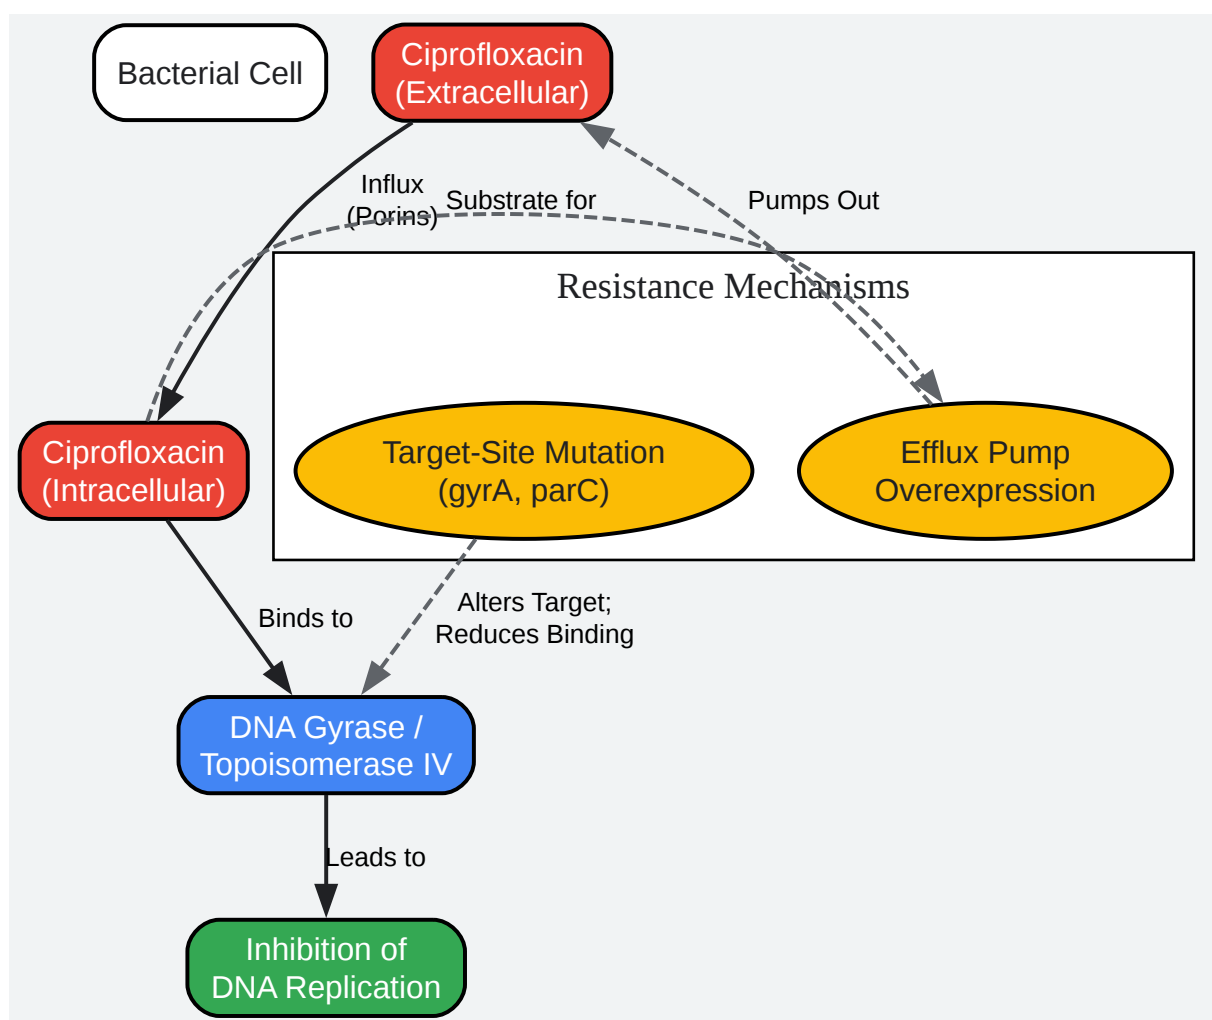 Bacterial Cell
Ciprofloxacin
(Extracellular)
Influx
(Porins)
Substrate for
Pumps Out
Resistance Mechanisms
Ciprofloxacin
(Intracellular)
Target-Site Mutation
(gyrA, parC)
Efflux Pump
Overexpression
Binds to
Alters Target;
Reduces Binding
DNA Gyrase /
Topoisomerase IV
Leads to
Inhibition of
DNA Replication